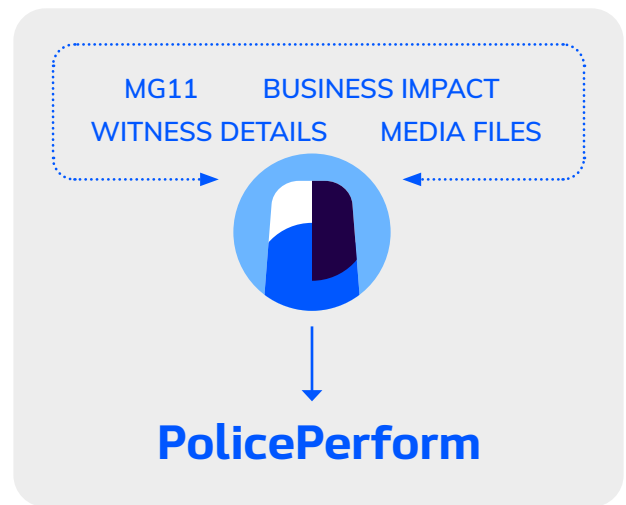 MG11 BUSINESS IMPACT
WITNESS DETAILS MEDIA FILES
PolicePerform